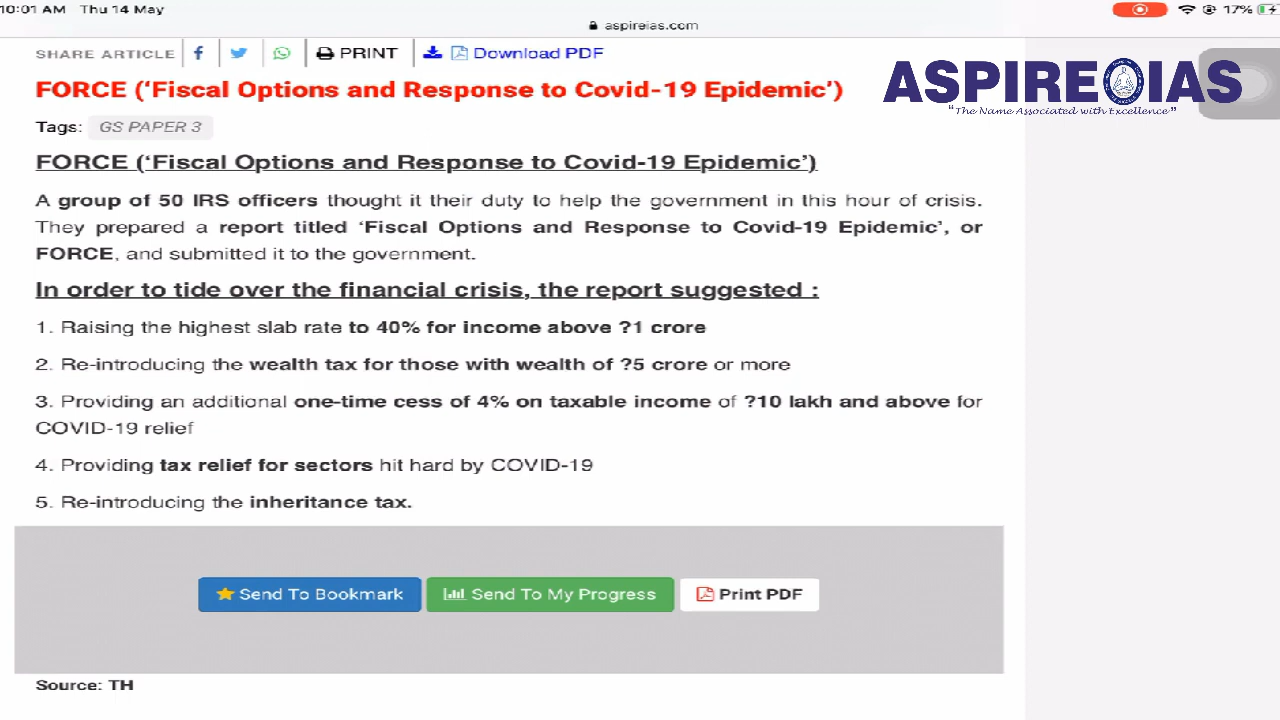 10:01 AM Thu 14 May
17%
aspireias.com
SHARE ARTICLE PRINT Download PDF
ASPIRE IAS
"The Name Associated with Excellence"
FORCE (‘Fiscal Options and Response to Covid-19 Epidemic’)
Tags: GS PAPER 3
FORCE (‘Fiscal Options and Response to Covid-19 Epidemic’)
A group of 50 IRS officers thought it their duty to help the government in this hour of crisis.
They prepared a report titled ‘Fiscal Options and Response to Covid-19 Epidemic’, or
FORCE, and submitted it to the government.
In order to tide over the financial crisis, the report suggested :
1. Raising the highest slab rate to 40% for income above ?1 crore
2. Re-introducing the wealth tax for those with wealth of ?5 crore or more
3. Providing an additional one-time cess of 4% on taxable income of ?10 lakh and above for
COVID-19 relief
4. Providing tax relief for sectors hit hard by COVID-19
5. Re-introducing the inheritance tax.
Send To Bookmark Send To My Progress Print PDF
Source: TH